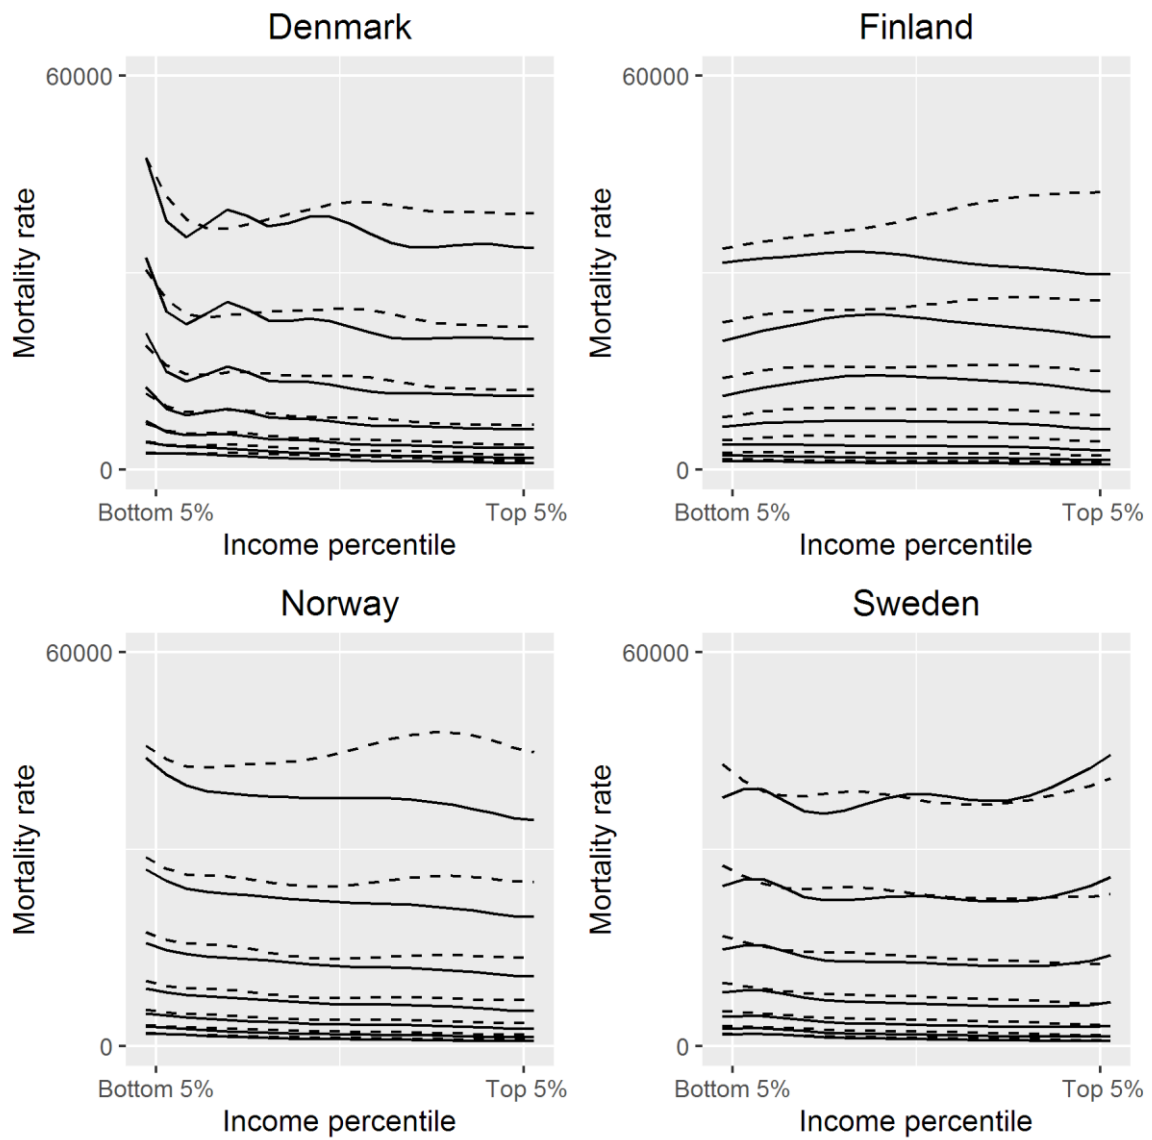 Denmark
60000
Mortality rate
0
Bottom 5%
Top 5%
Income percentile
Finland
60000
Mortality rate
0
Bottom 5%
Top 5%
Income percentile
Norway
60000
Mortality rate
0
Bottom 5%
Top 5%
Income percentile
Sweden
60000
Mortality rate
0
Bottom 5%
Top 5%
Income percentile